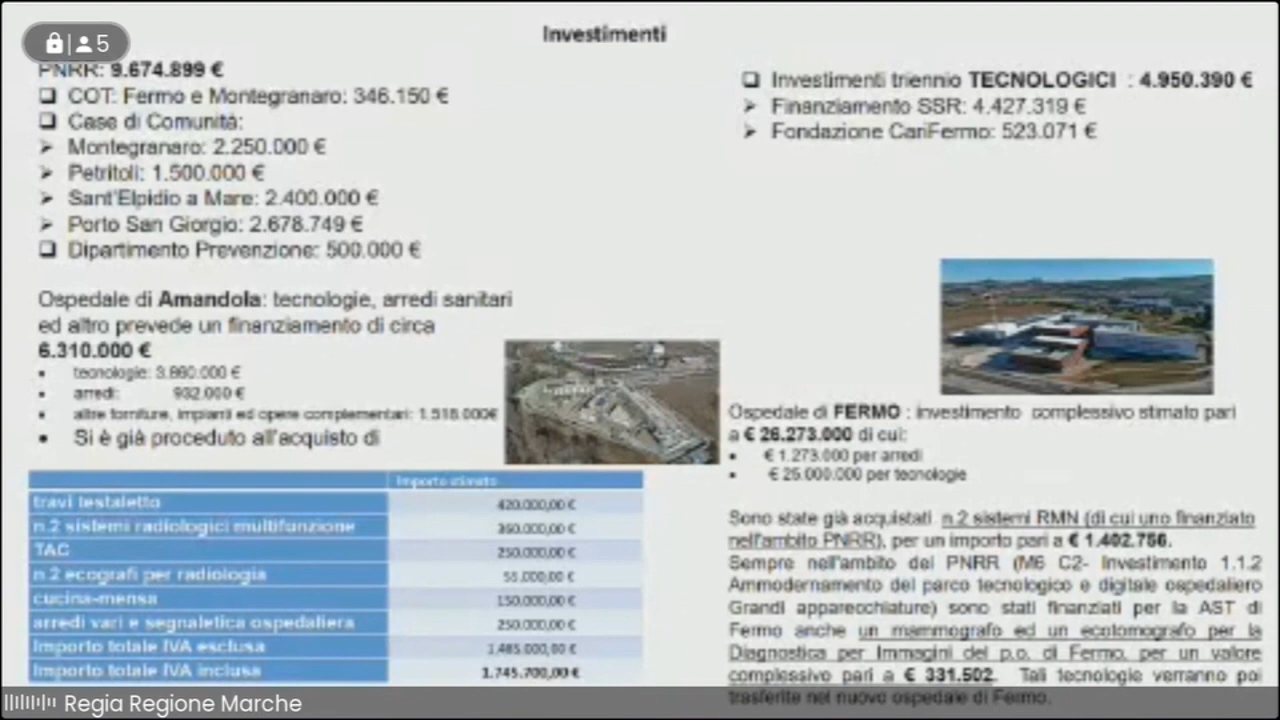 Investimenti
5
PNRR: 9.674.899 €
❑ COT: Fermo e Montegranaro: 346.150 €
❑ Case di Comunità:
➢ Montegranaro: 2.250.000 €
➢ Petritoli: 1.500.000 €
➢ Sant'Elpidio a Mare: 2.400.000 €
➢ Porto San Giorgio: 2.678.749 €
❑ Dipartimento Prevenzione: 500.000 €
Ospedale di Amandola: tecnologie, arredi sanitari
ed altro prevede un finanziamento di circa
6.310.000 €
• tecnologie: 3.860.000 €
• arredi: 932.000 €
• altre forniture, impianti ed opere complementari: 1.518.000€
• Si è già proceduto all'acquisto di
Importo stimato
travi testaletto 420.000,00 €
n.2 sistemi radiologici multifunzione 360.000,00 €
TAC 250.000,00 €
n.2 ecografi per radiologia 55.000,00 €
cucina-mensa 150.000,00 €
arredi vari e segnaletica ospedaliera 250.000,00 €
Importo totale IVA esclusa 1.485.000,00 €
Importo totale IVA inclusa 1.745.700,00 €
❑ Investimenti triennio TECNOLOGICI : 4.950.390 €
➢ Finanziamento SSR: 4.427.319 €
➢ Fondazione CariFermo: 523.071 €
Ospedale di FERMO : investimento complessivo stimato pari
a € 26.273.000 di cui:
• € 1.273.000 per arredi
• € 25.000.000 per tecnologie
Sono state già acquistati n.2 sistemi RMN (di cui uno finanziato
nell'ambito PNRR), per un importo pari a € 1.402.756.
Sempre nell'ambito del PNRR (M6 C2- Investimento 1.1.2
Ammodernamento del parco tecnologico e digitale ospedaliero
Grandi apparecchiature) sono stati finanziati per la AST di
Fermo anche un mammografo ed un ecotomografo per la
Diagnostica per Immagini del p.o. di Fermo, per un valore
complessivo pari a € 331.502. Tali tecnologie verranno poi
trasferite nel nuovo ospedale di Fermo.
Regia Regione Marche